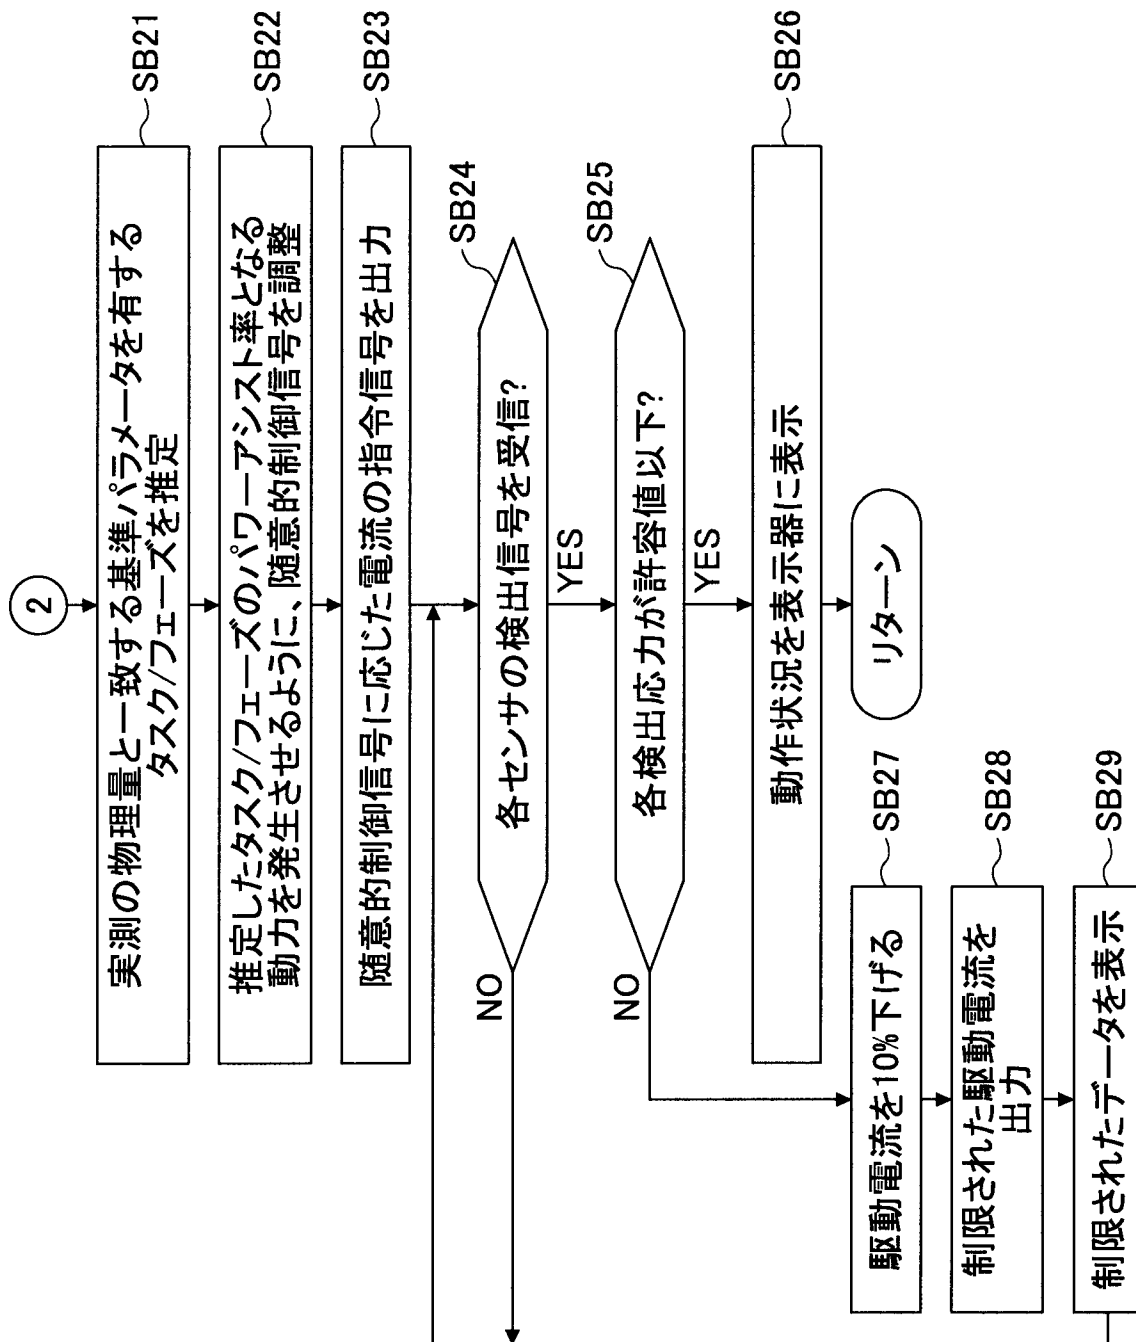 2
実測の物理量と一致する基準パラメータを有する
タスク/フェーズを推定
SB21
推定したタスク/フェーズのパワーアシスト率となる
動力を発生させるように、随意的制御信号を調整
SB22
随意的制御信号に応じた電流の指令信号を出力
SB23
各センサの検出信号を受信?
SB24
NO
YES
各検出応力が許容値以下?
SB25
NO
YES
動作状況を表示器に表示
SB26
リターン
駆動電流を10%下げる
SB27
制限された駆動電流を
出力
SB28
制限されたデータを表示
SB29